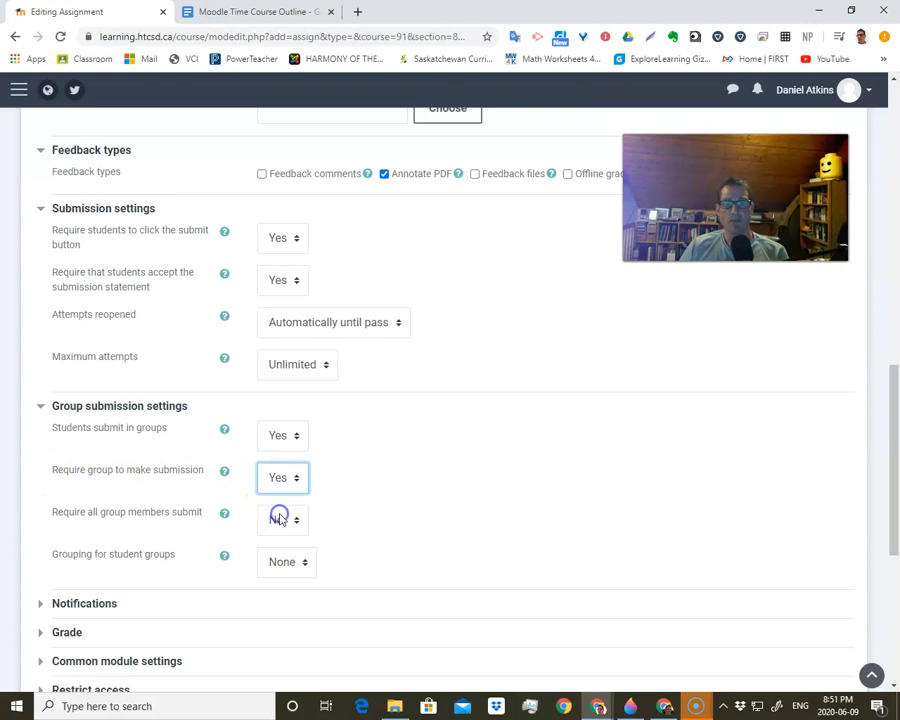 Editing Assignment
Moodle Time Course Outline - G
learning.htcsd.ca/course/modedit.php?add=assign&type=&course=91&section=8...
New
NP
Apps
Classroom
Mail
VCI
PowerTeacher
HARMONY OF THE...
Saskatchewan Curri...
Math Worksheets 4...
ExploreLearning Giz...
Home | FIRST
YouTube
Daniel Atkins
Choose
Feedback types
Feedback types
Feedback comments
Annotate PDF
Feedback files
Offline grad
Submission settings
Require students to click the submit
button
Yes
Require that students accept the
submission statement
Yes
Attempts reopened
Automatically until pass
Maximum attempts
Unlimited
Group submission settings
Students submit in groups
Yes
Require group to make submission
Yes
Require all group members submit
Grouping for student groups
None
Notifications
Grade
Common module settings
Restrict access
Type here to search
ENG
8:51 PM
2020-06-09